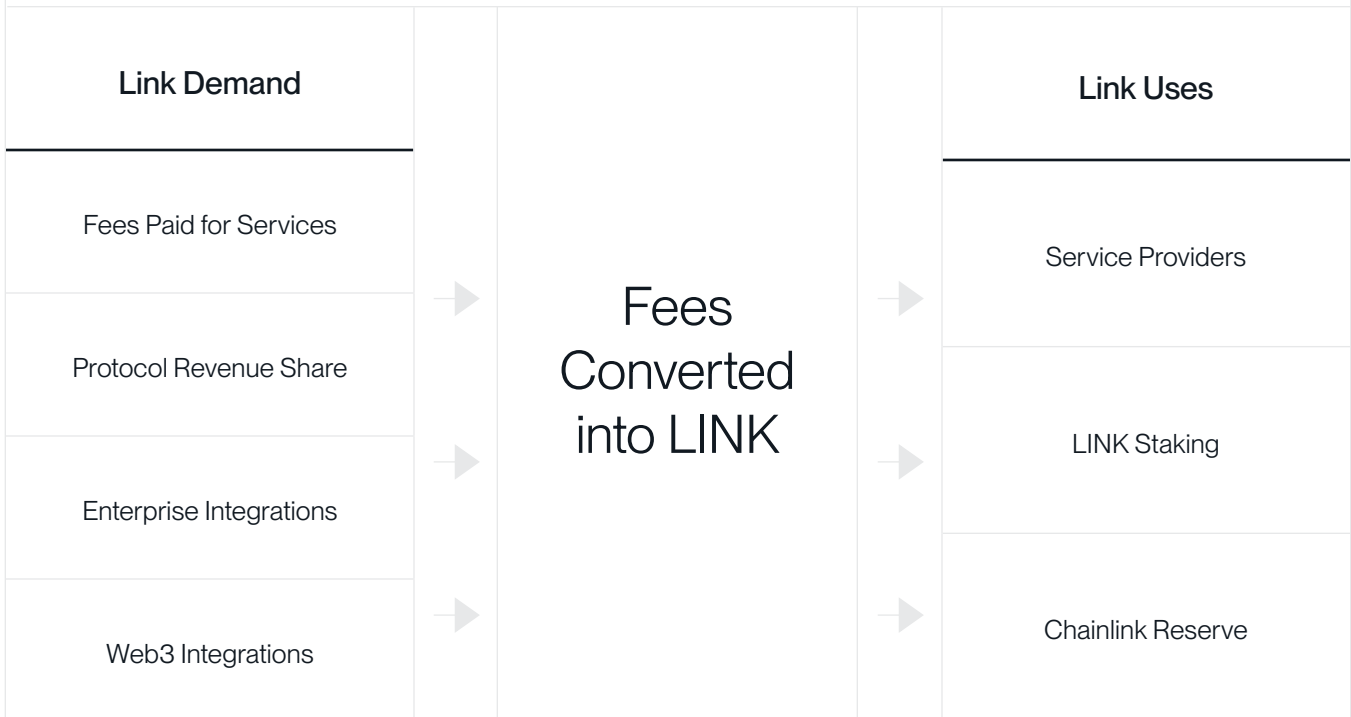 Link Demand
Fees Paid for Services
Protocol Revenue Share
Enterprise Integrations
Web3 Integrations
Fees
Converted
into LINK
Link Uses
Service Providers
LINK Staking
Chainlink Reserve